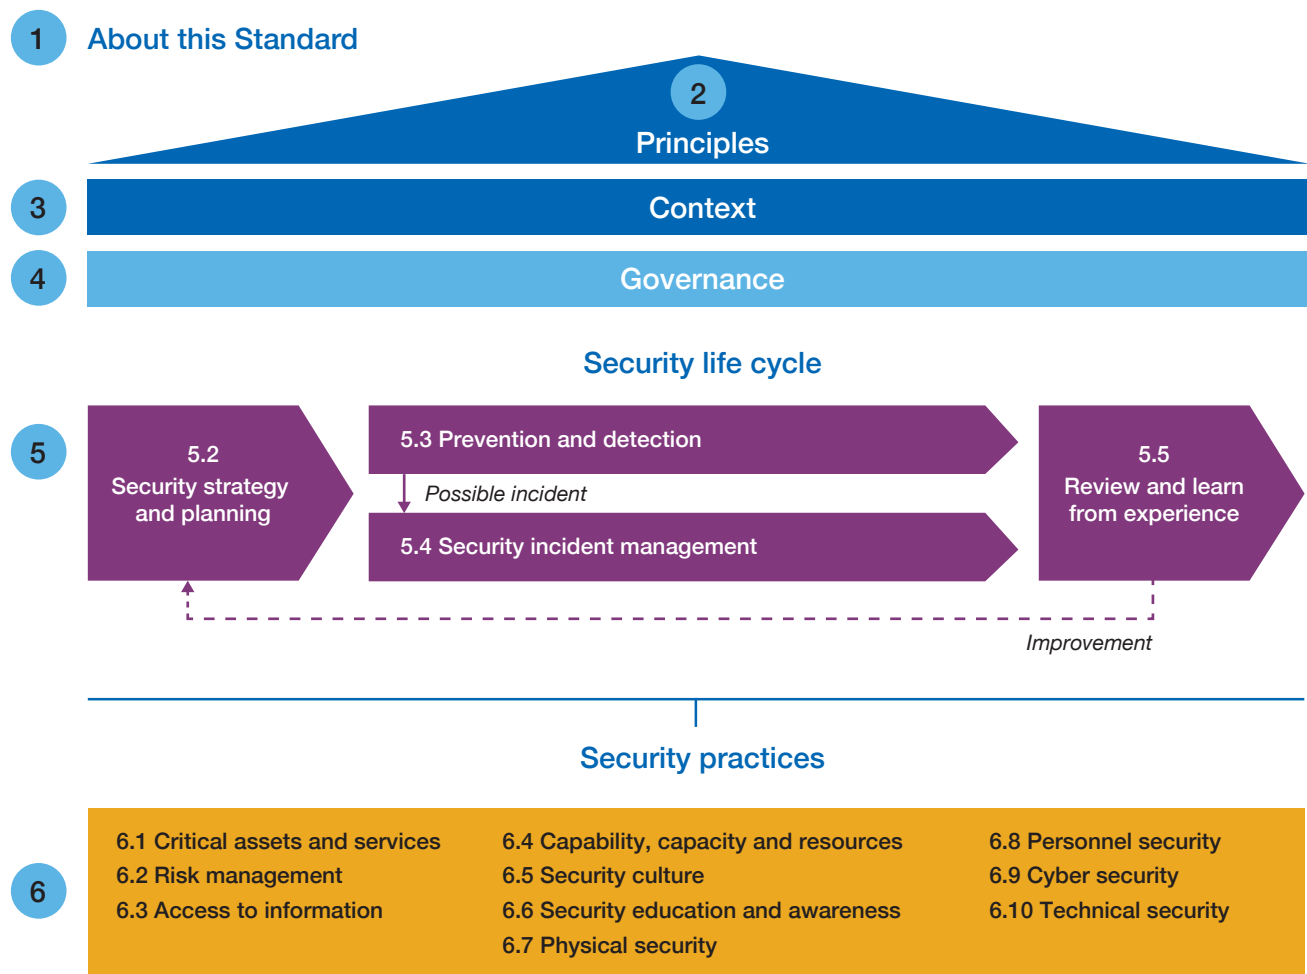 1 About this Standard
2
Principles
3 Context
4 Governance
Security life cycle
5
5.2
Security strategy
and planning
5.3 Prevention and detection
Possible incident
5.4 Security incident management
5.5
Review and learn
from experience
Improvement
Security practices
6
6.1 Critical assets and services
6.2 Risk management
6.3 Access to information
6.4 Capability, capacity and resources
6.5 Security culture
6.6 Security education and awareness
6.7 Physical security
6.8 Personnel security
6.9 Cyber security
6.10 Technical security